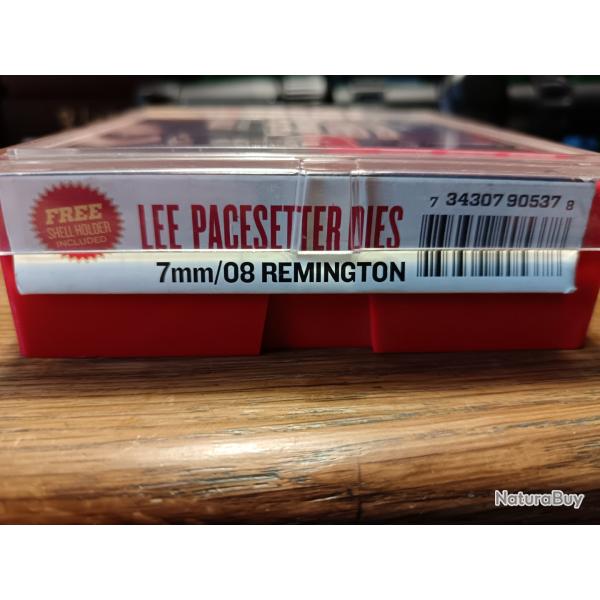 FREE
SHELL HOLDER
INCLUDED
LEE PACESETTER DIES
7mm/08 REMINGTON
7 34307 90537 8
NaturaBuy